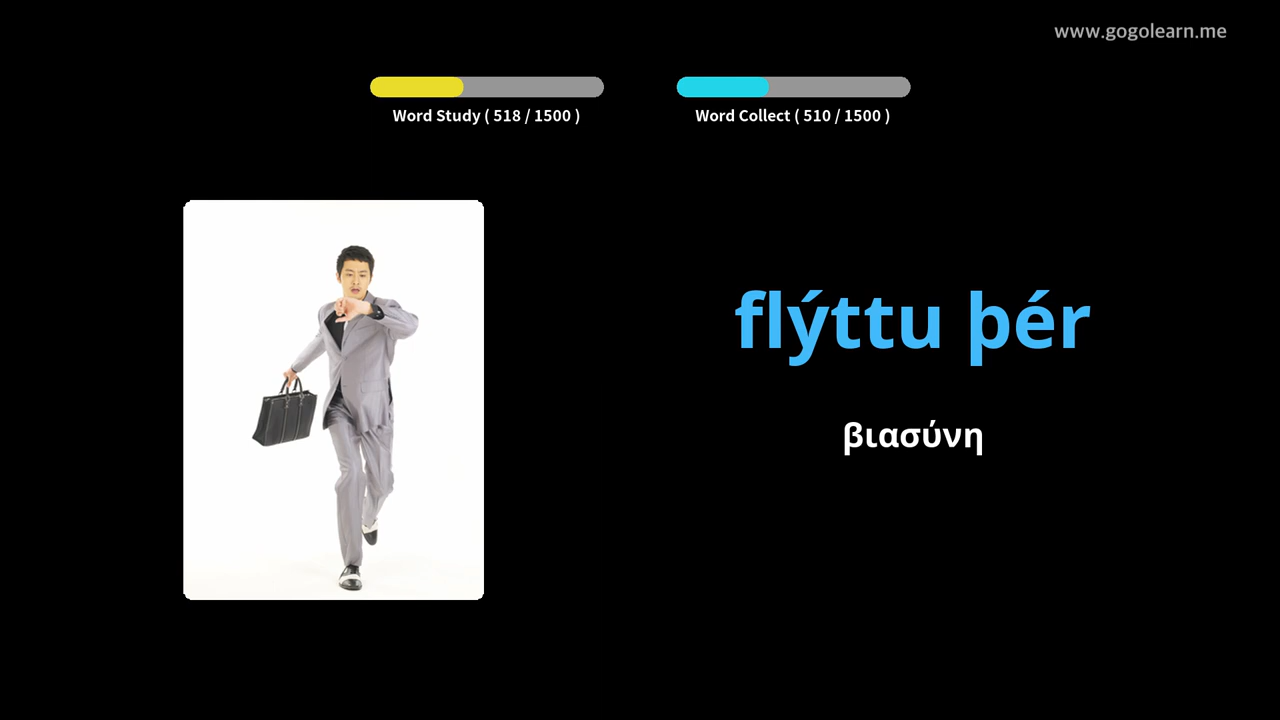 www.gogolearn.me
Word Study ( 518 / 1500 )
Word Collect ( 510 / 1500 )
flýttu þér
βιασύνη